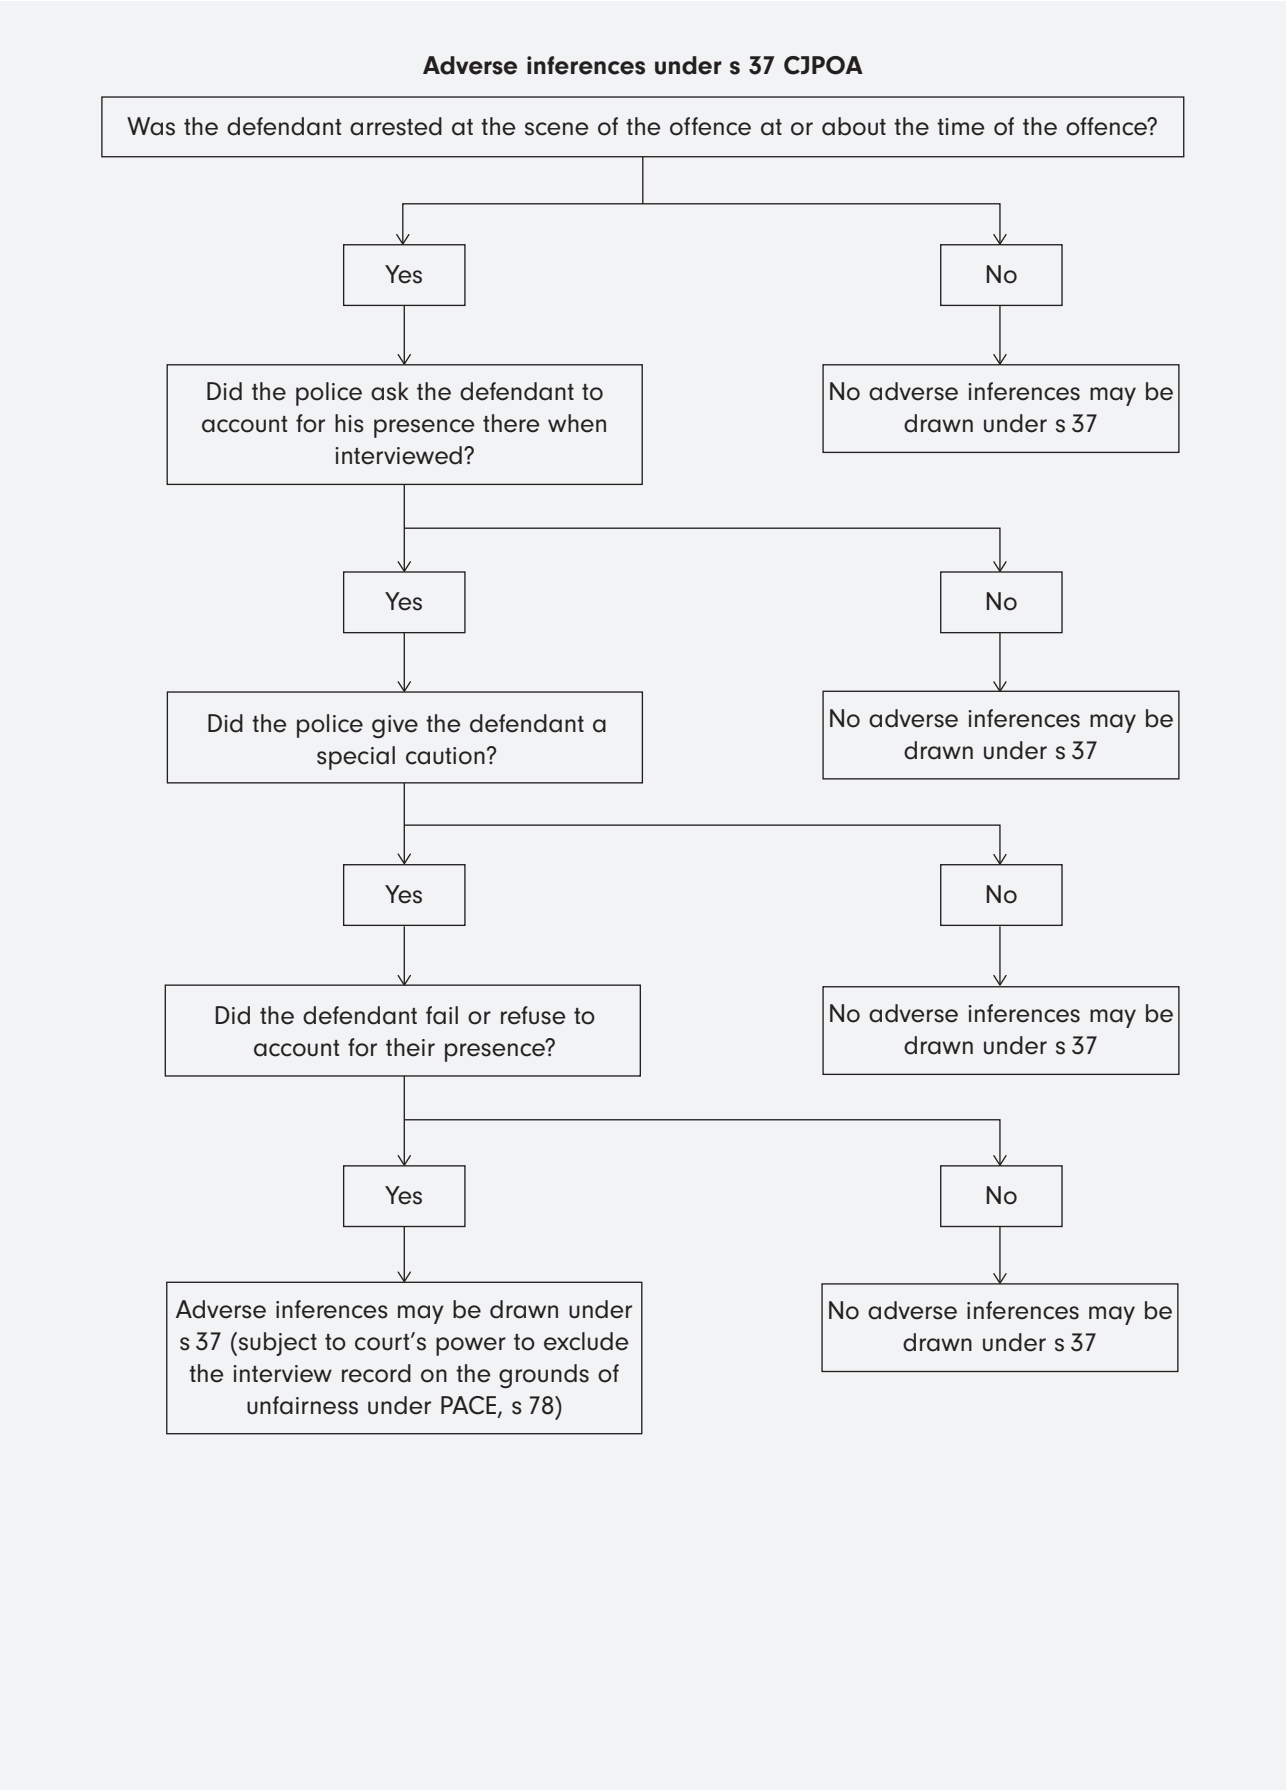 Adverse inferences under s 37 CJPOA
Was the defendant arrested at the scene of the offence at or about the time of the offence?
Yes
No
Did the police ask the defendant to
account for his presence there when
interviewed?
No adverse inferences may be
drawn under s 37
Yes
No
Did the police give the defendant a
special caution?
No adverse inferences may be
drawn under s 37
Yes
No
Did the defendant fail or refuse to
account for their presence?
No adverse inferences may be
drawn under s 37
Yes
No
Adverse inferences may be drawn under
s 37 (subject to court’s power to exclude
the interview record on the grounds of
unfairness under PACE, s 78)
No adverse inferences may be
drawn under s 37